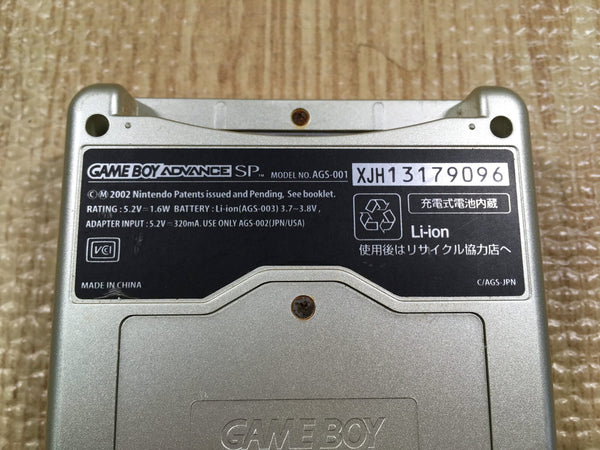 GAME BOY ADVANCE SP TM MODEL NO. AGS-001 XJH13179096
©Ⓜ 2002 Nintendo Patents issued and Pending, See booklet.
RATING : 5.2V⎓1.6W BATTERY : Li-ion(AGS-003) 3.7⎓3.8V,
ADAPTER INPUT : 5.2V⎓320mA. USE ONLY AGS-002(JPN/USA)
VCI
MADE IN CHINA
充電式電池内蔵
Li-ion
使用後はリサイクル協力店へ
C/AGS-JPN
GAME BOY